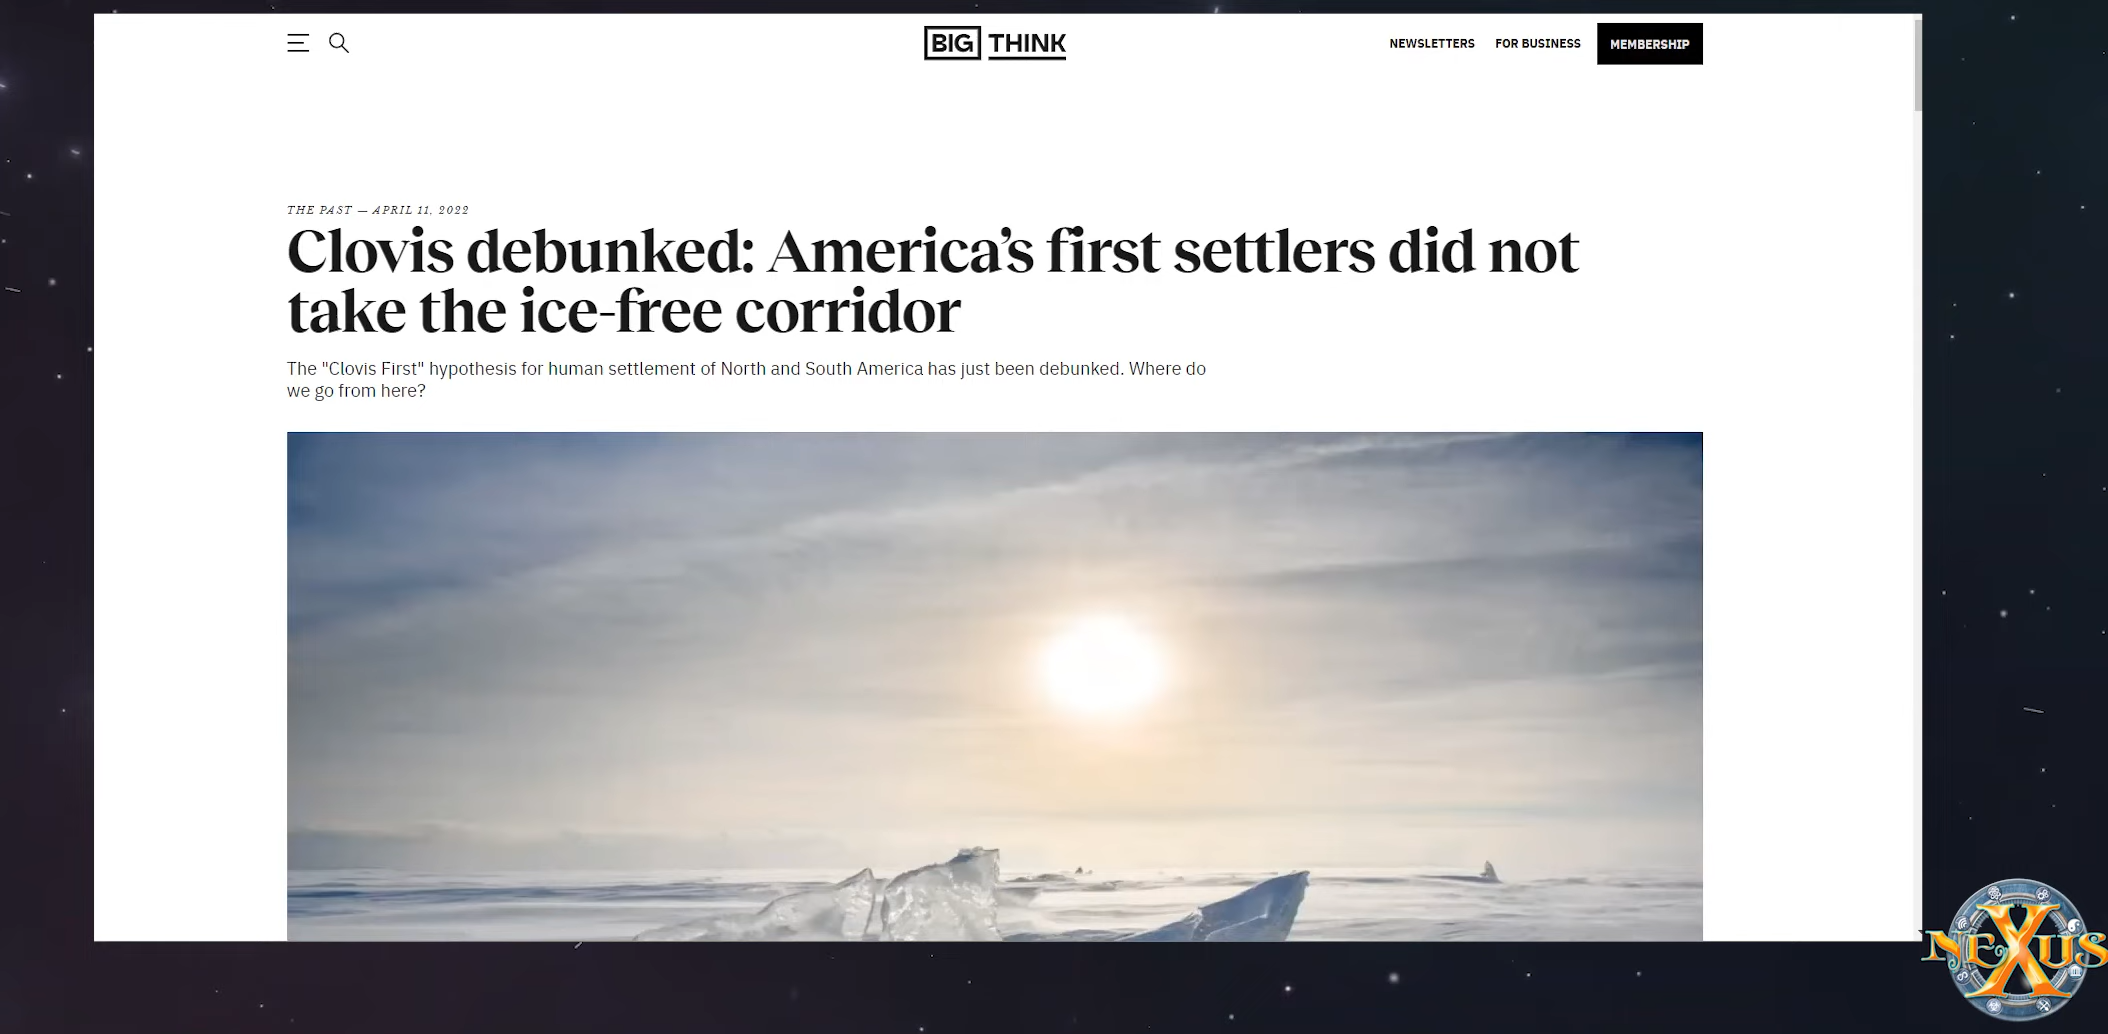 BIG THINK
NEWSLETTERS
FOR BUSINESS
MEMBERSHIP
THE PAST — APRIL 11, 2022
Clovis debunked: America’s first settlers did not
take the ice-free corridor
The "Clovis First" hypothesis for human settlement of North and South America has just been debunked. Where do
we go from here?
NEXUS